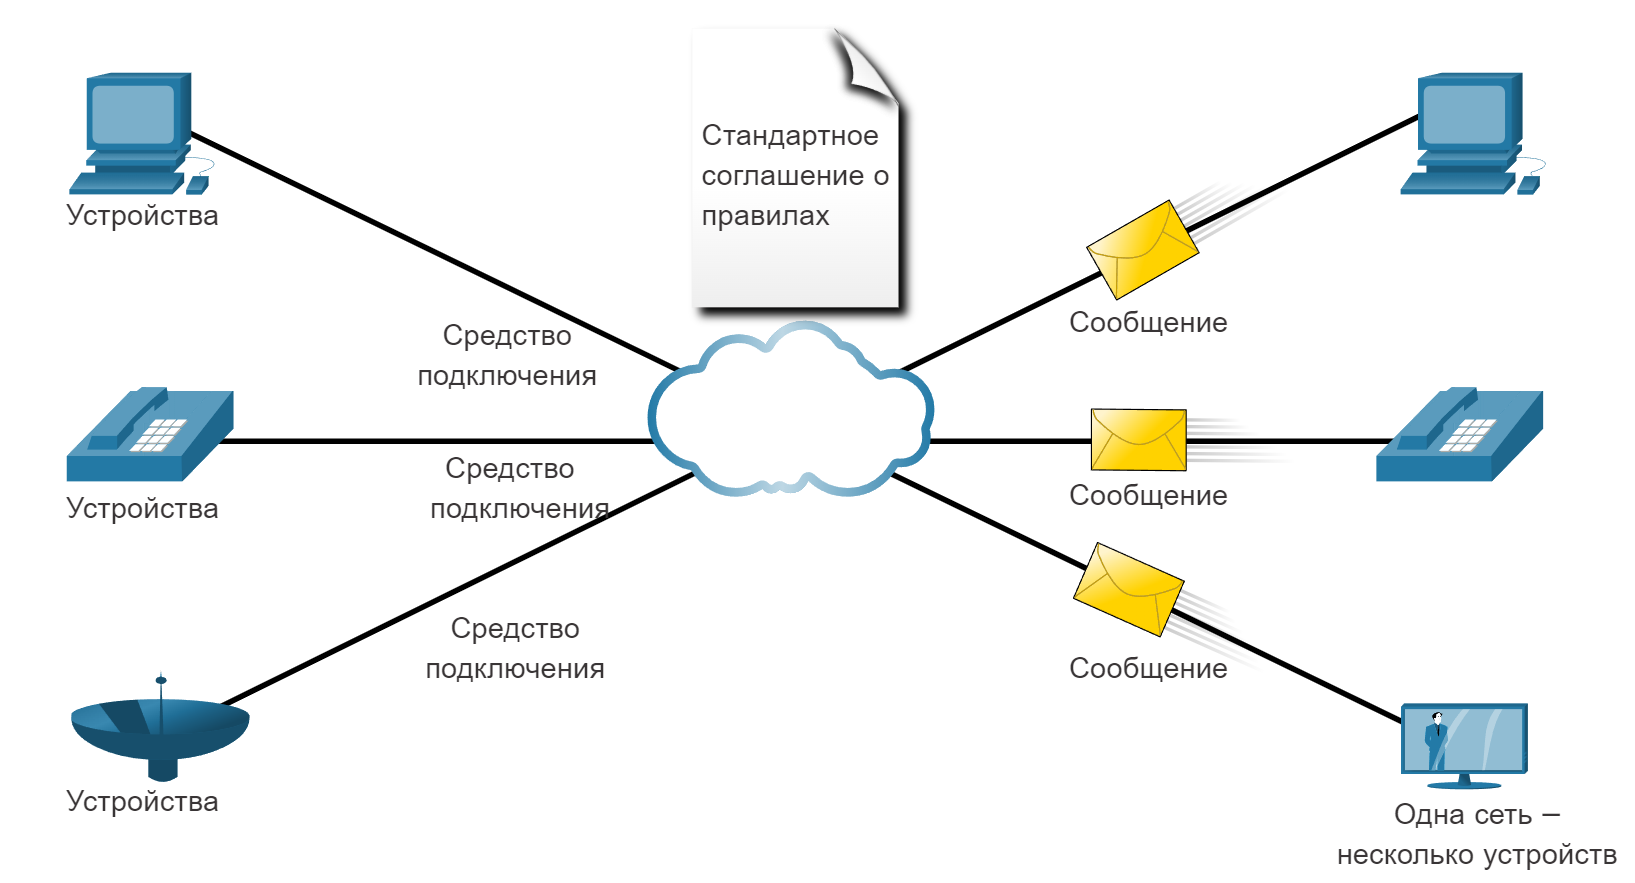 Стандартное
соглашение о
правилах
Устройства
Средство
подключения
Сообщение
Средство
подключения
Устройства
Сообщение
Средство
подключения
Сообщение
Устройства
Одна сеть –
несколько устройств